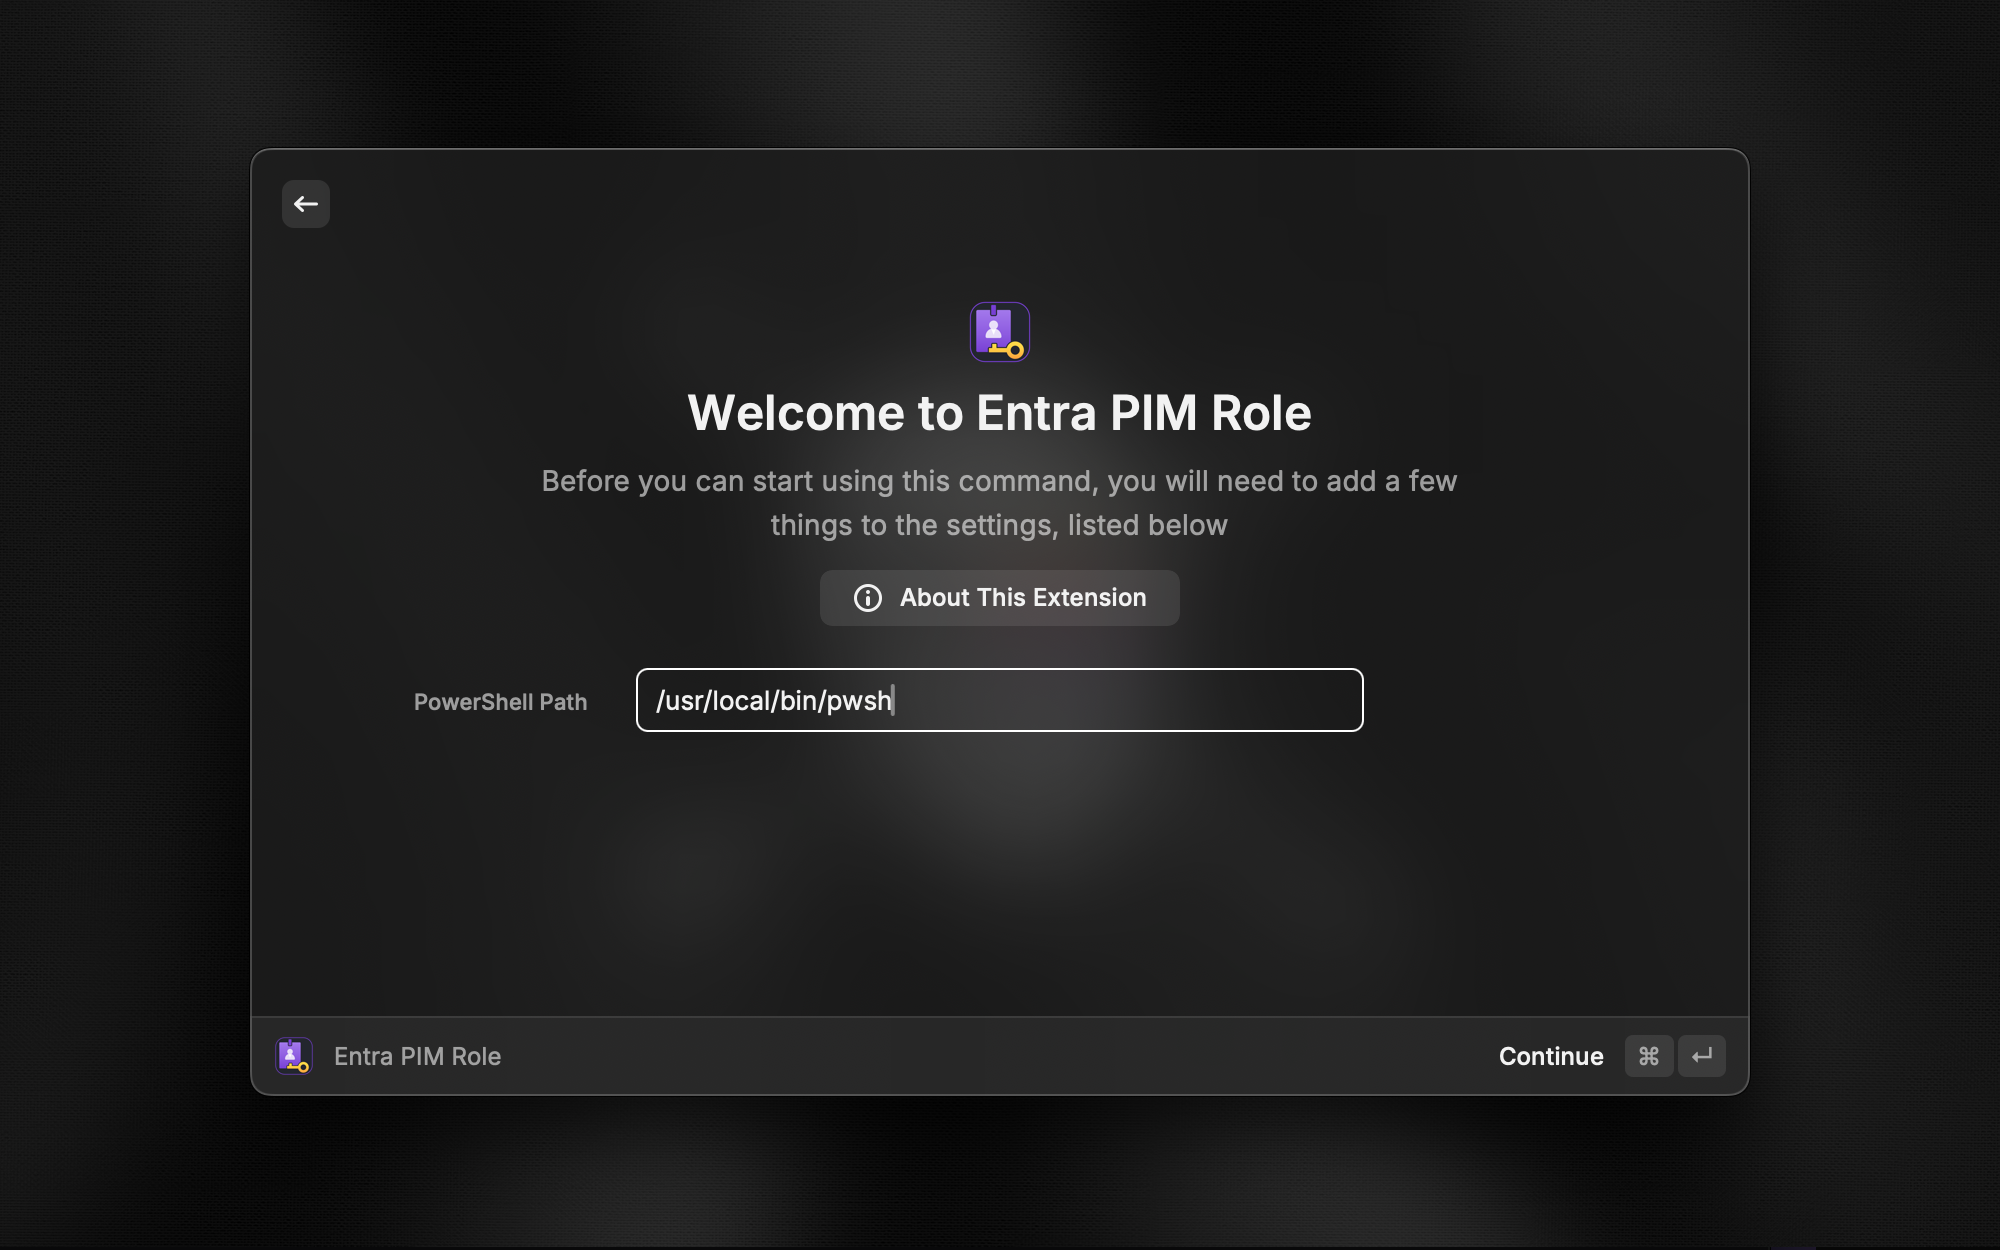 Welcome to Entra PIM Role
Before you can start using this command, you will need to add a few
things to the settings, listed below
About This Extension
PowerShell Path
/usr/local/bin/pwsh
Entra PIM Role
Continue ⌘ ↵